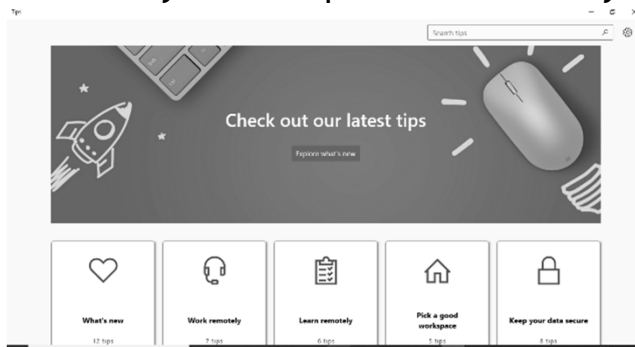 Tips
Search tips
Check out our latest tips
Explore what's new
What's new
12 tips
Work remotely
7 tips
Learn remotely
6 tips
Pick a good
workspace
5 tips
Keep your data secure
8 tips